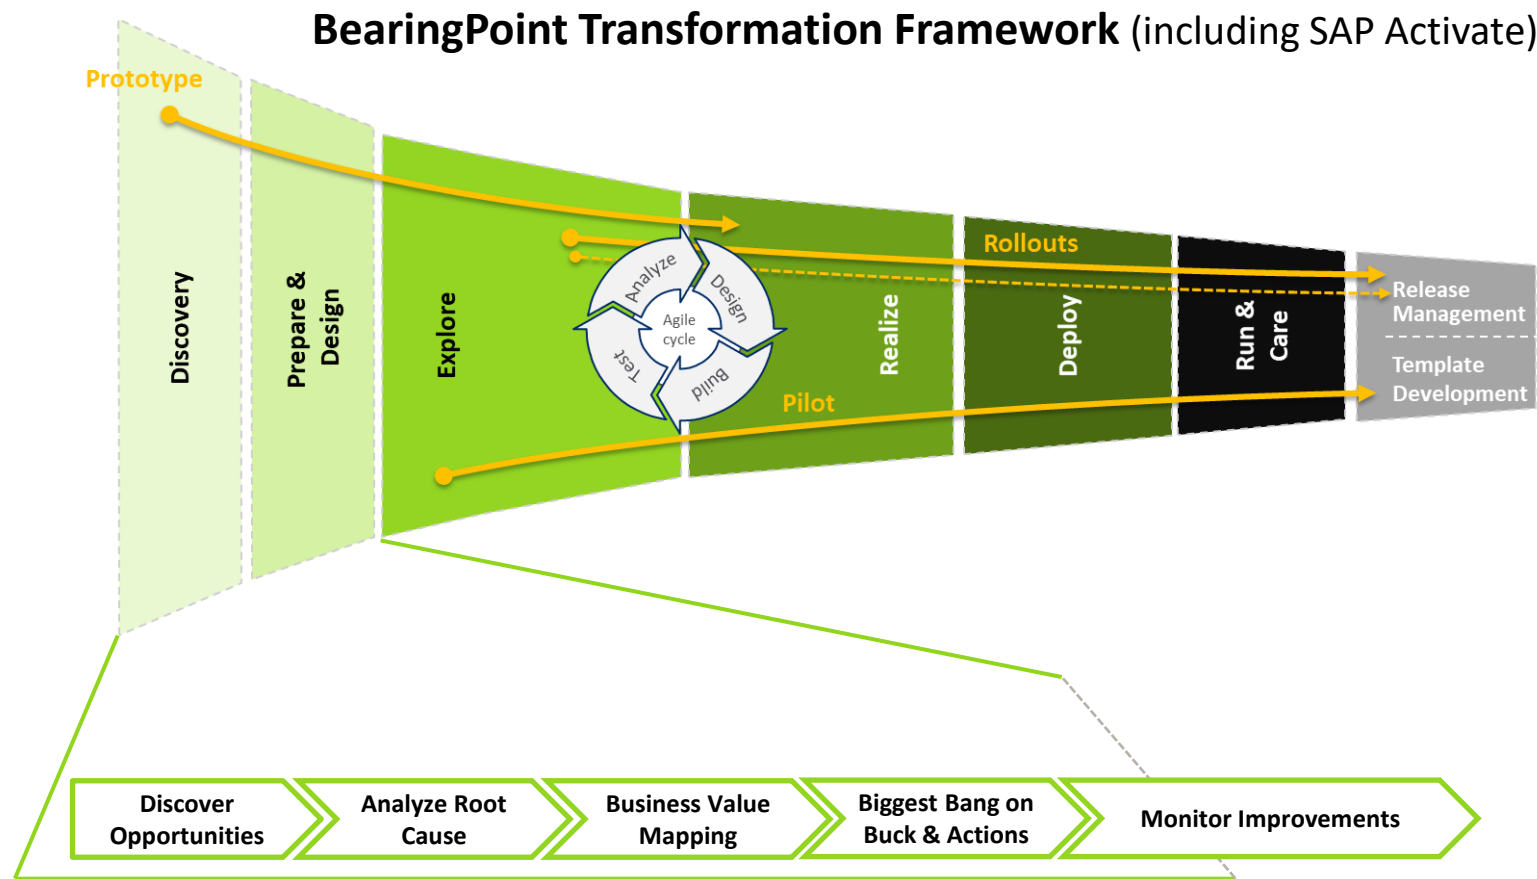 BearingPoint Transformation Framework (including SAP Activate)
Prototype
Discovery
Prepare &
Design
Explore
Analyze
Design
Build
Test
Agile
cycle
Realize
Pilot
Rollouts
Deploy
Run &
Care
Release
Management
Template
Development
Discover
Opportunities
Analyze Root
Cause
Business Value
Mapping
Biggest Bang on
Buck & Actions
Monitor Improvements